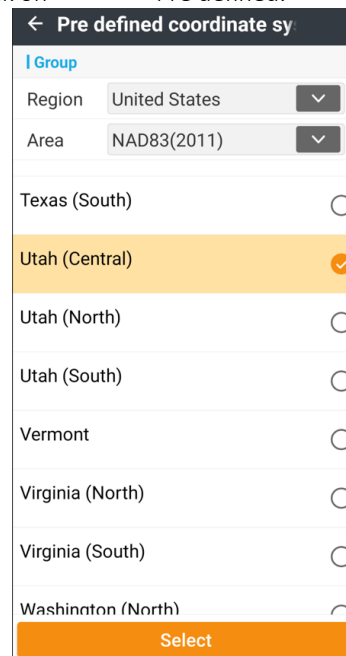 Pre defined coordinate sy
Group
Region United States
Area NAD83(2011)
Texas (South)
Utah (Central)
Utah (North)
Utah (South)
Vermont
Virginia (North)
Virginia (South)
Washington (North)
Select